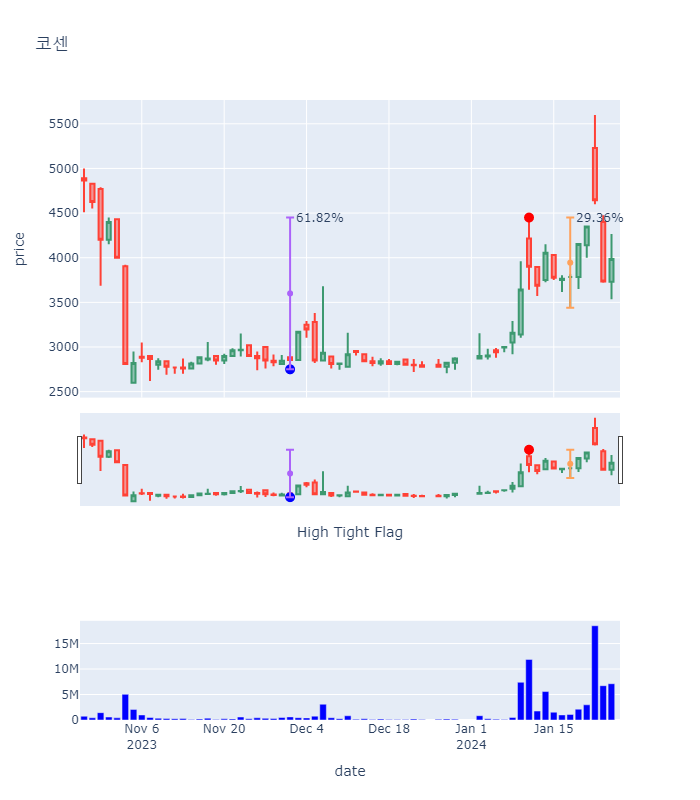 코센
price
5500
5000
4500
4000
3500
3000
2500
61.82%
29.36%
High Tight Flag
15M
10M
5M
0
Nov 6
2023
Nov 20
Dec 4
Dec 18
Jan 1
2024
Jan 15
date